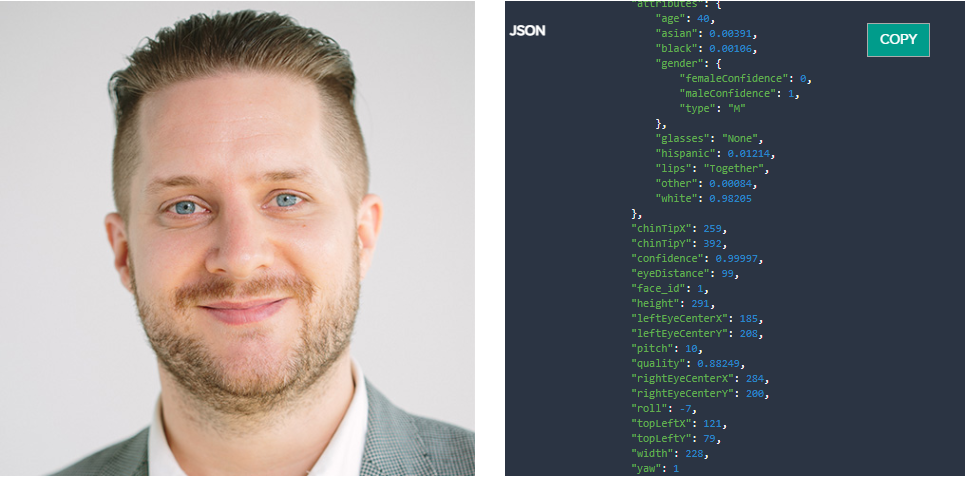 "attributes": {
JSON
"age": 40,
COPY
"asian": 0.00391,
"black": 0.00106,
"gender": {
"femaleConfidence": 0,
"maleConfidence": 1,
"type": "M"
},
"glasses": "None",
"hispanic": 0.01214,
"lips": "Together",
"other": 0.00084,
"white": 0.98205
},
"chinTipX": 259,
"chinTipY": 392,
"confidence": 0.99997,
"eyeDistance": 99,
"face_id": 1,
"height": 291,
"leftEyeCenterX": 185,
"leftEyeCenterY": 208,
"pitch": 10,
"quality": 0.88249,
"rightEyeCenterX": 284,
"rightEyeCenterY": 200,
"roll": -7,
"topLeftX": 121,
"topLeftY": 79,
"width": 228,
"yaw": 1